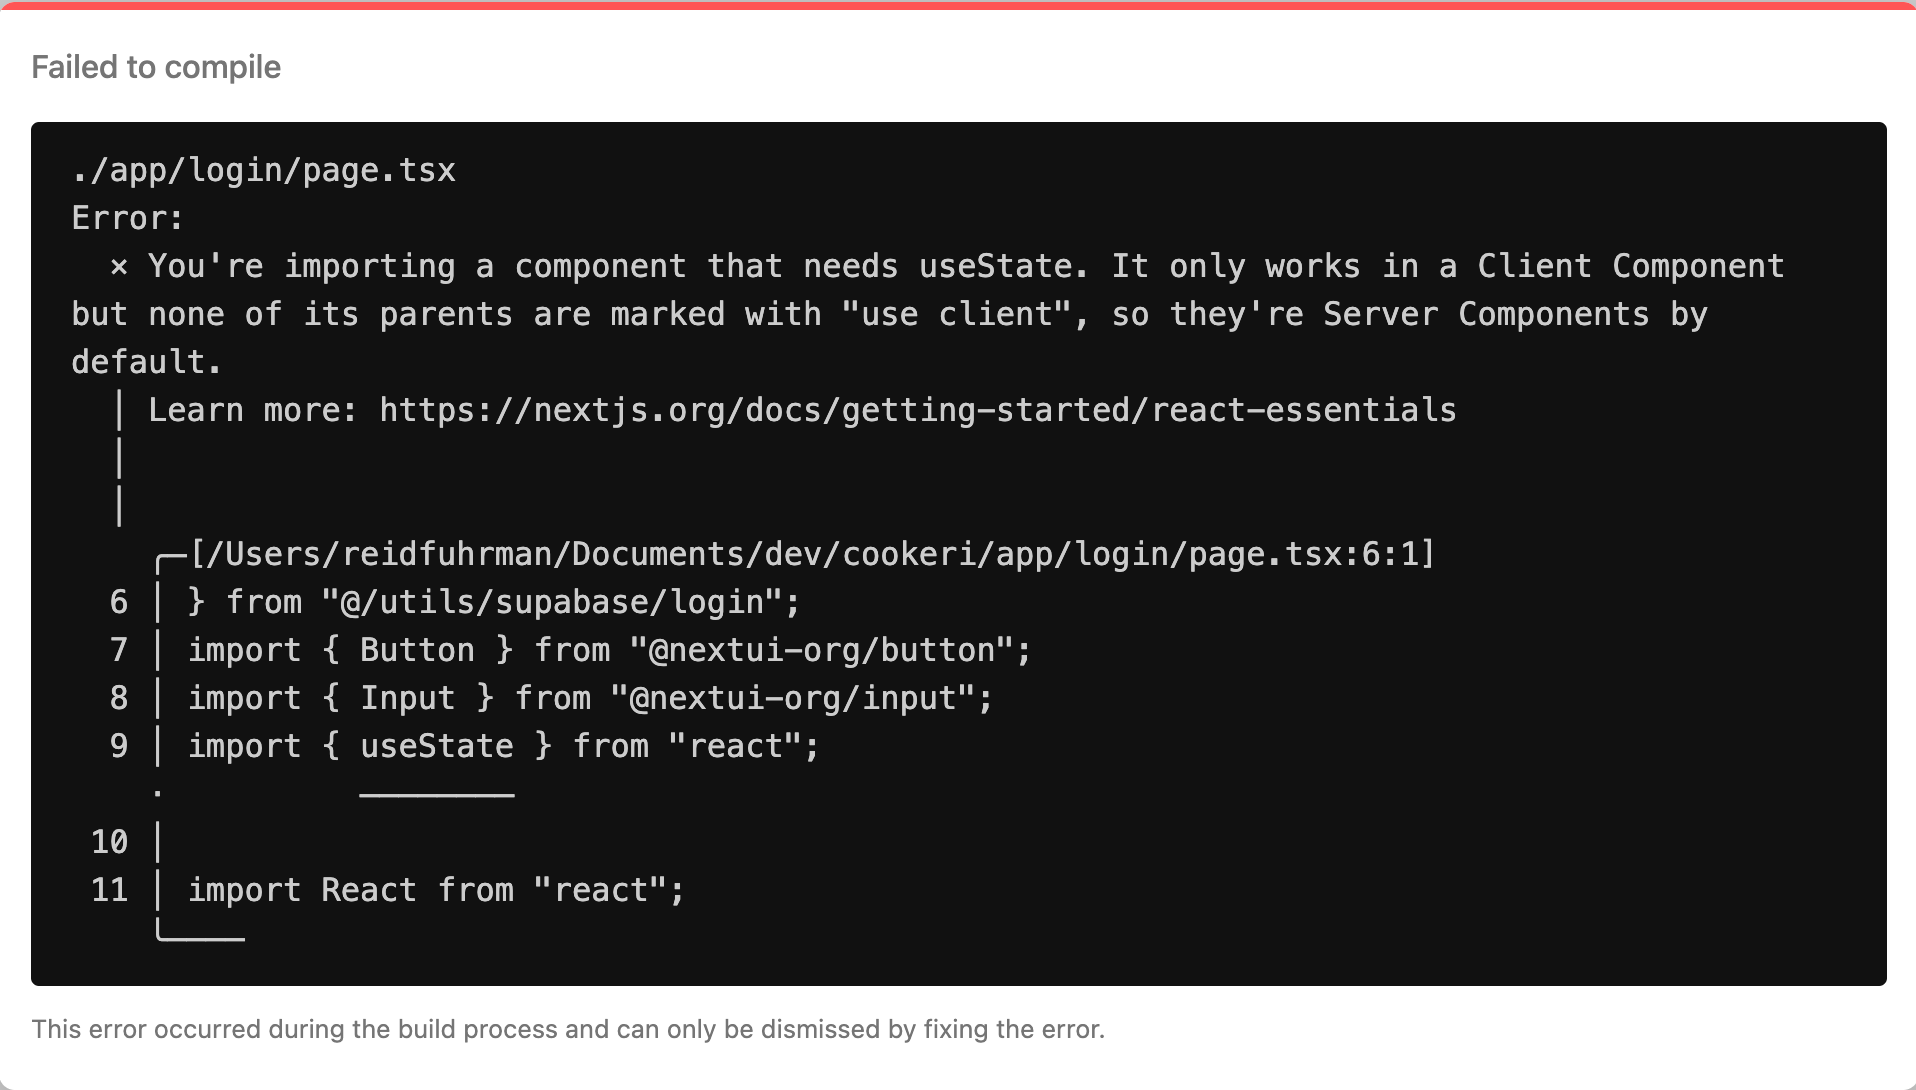 Failed to compile
./app/login/page.tsx
Error:
× You're importing a component that needs useState. It only works in a Client Component
but none of its parents are marked with "use client", so they're Server Components by
default.
│ Learn more: https://nextjs.org/docs/getting-started/react-essentials
│
│
╭─[/Users/reidfuhrman/Documents/dev/cookeri/app/login/page.tsx:6:1]
6 │ } from "@/utils/supabase/login";
7 │ import { Button } from "@nextui-org/button";
8 │ import { Input } from "@nextui-org/input";
9 │ import { useState } from "react";
· ────────
10 │
11 │ import React from "react";
╰────
This error occurred during the build process and can only be dismissed by fixing the error.